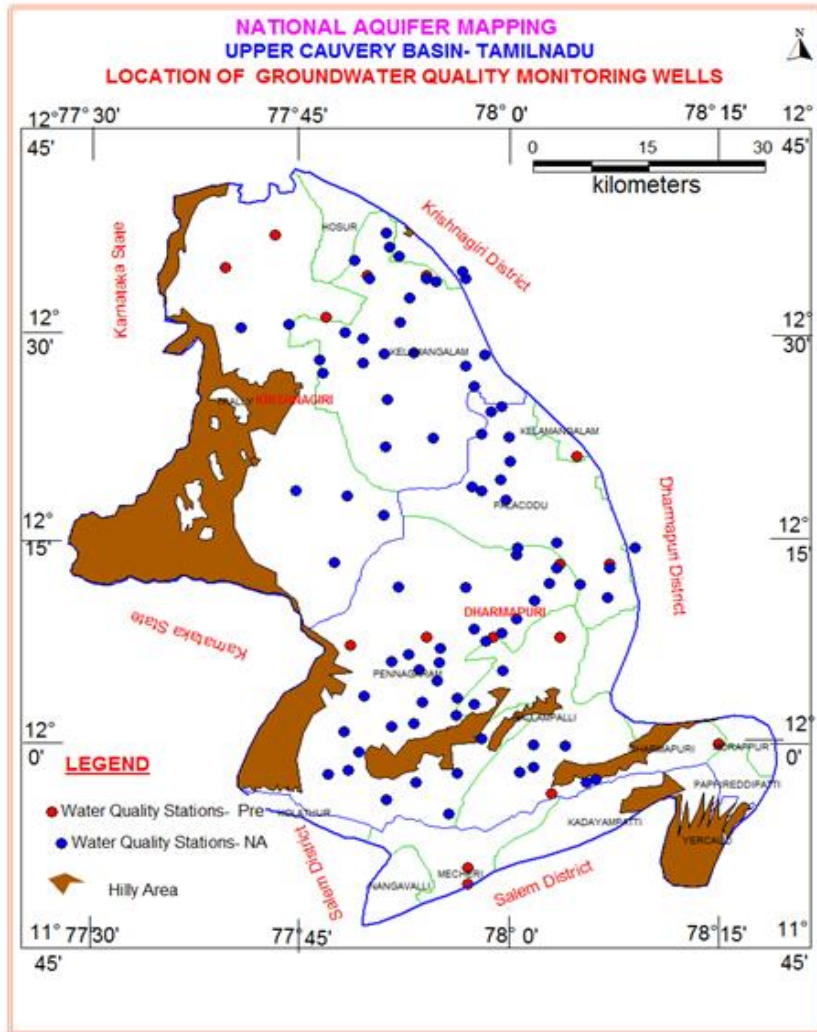 NATIONAL AQUIFER MAPPING
UPPER CAUVERY BASIN- TAMILNADU
LOCATION OF GROUNDWATER QUALITY MONITORING WELLS
N
12° 77° 30' 77°45' 78° 0' 78°15' 12°
45' 45'
0 15 30
kilometers
HOSUR
Krishnagiri District
Karnataka State
12° 12°
30' 30'
KELAMANGALAM
KRISHNAGIRI
KELAMANGALAM
PALACODU
Dharmapuri District
12° 12°
15' 15'
Karnataka State
DHARMAPURI
PENNAGARAM
12° 12°
0' 0'
LEGEND
DHARMAPURI
MORAPPUR
PAPPIREDDIPATTI
Water Quality Stations- Pre
KOLATHUR
KADAYAMPATTI
Water Quality Stations- NA
YERCAUD
Hilly Area
Salem District
NANGAVALLI
MECHERI
Salem District
11° 77°30' 77°45' 78° 0' 78°15' 11°
45' 45'